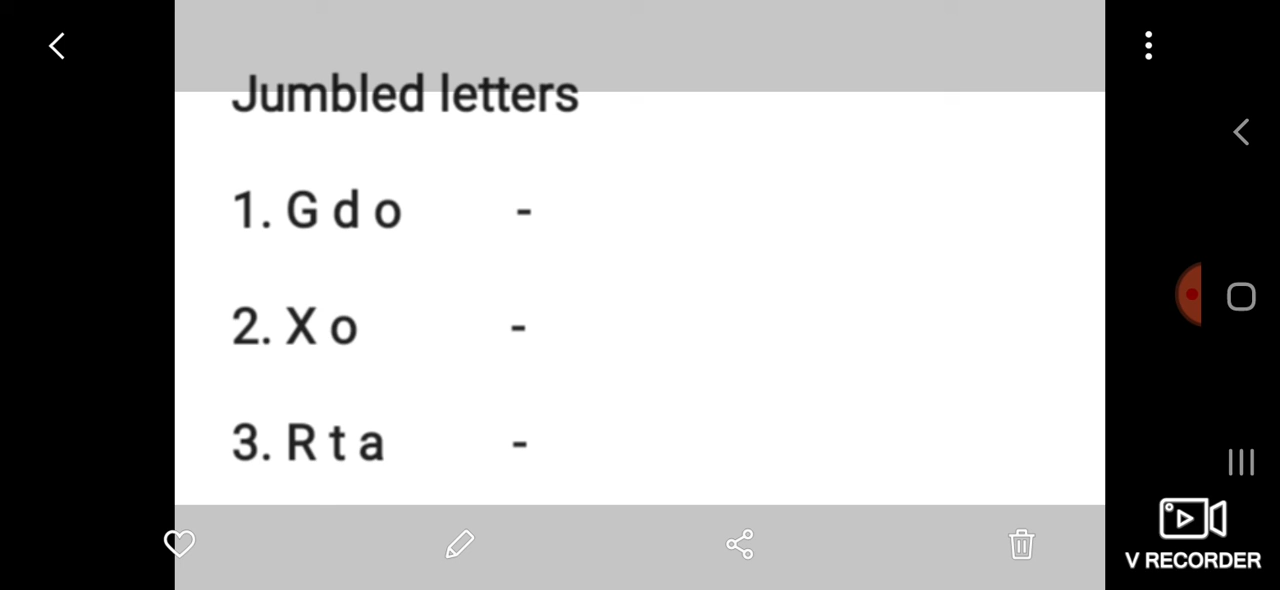 Jumbled letters
1. G d o -
2. X o -
3. R t a -
V RECORDER